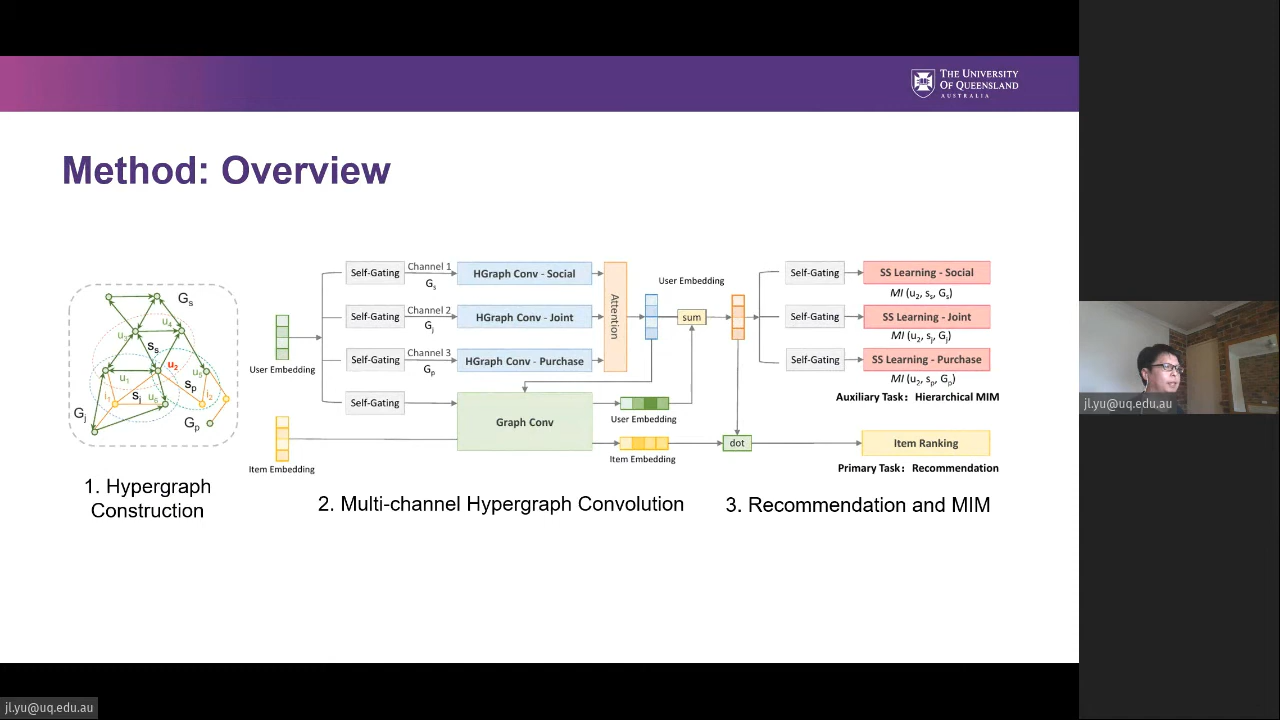 THE UNIVERSITY
OF QUEENSLAND
AUSTRALIA
Method: Overview
Gs
u4
u3
ss
u2
u1
u5
sp
i1
sj
u6
i2
Gj
Gp
1. Hypergraph
Construction
User Embedding
Item Embedding
Self-Gating
Channel 1
Gs
HGraph Conv - Social
Self-Gating
Channel 2
Gj
HGraph Conv - Joint
Self-Gating
Channel 3
Gp
HGraph Conv - Purchase
Self-Gating
Graph Conv
Attention
User Embedding
sum
User Embedding
Item Embedding
dot
2. Multi-channel Hypergraph Convolution
Self-Gating
SS Learning - Social
MI (u2, ss, Gs)
Self-Gating
SS Learning - Joint
MI (u2, sj, Gj)
Self-Gating
SS Learning - Purchase
MI (u2, sp, Gp)
Auxiliary Task: Hierarchical MIM
Item Ranking
Primary Task: Recommendation
3. Recommendation and MIM
jl.yu@uq.edu.au
jl.yu@uq.edu.au